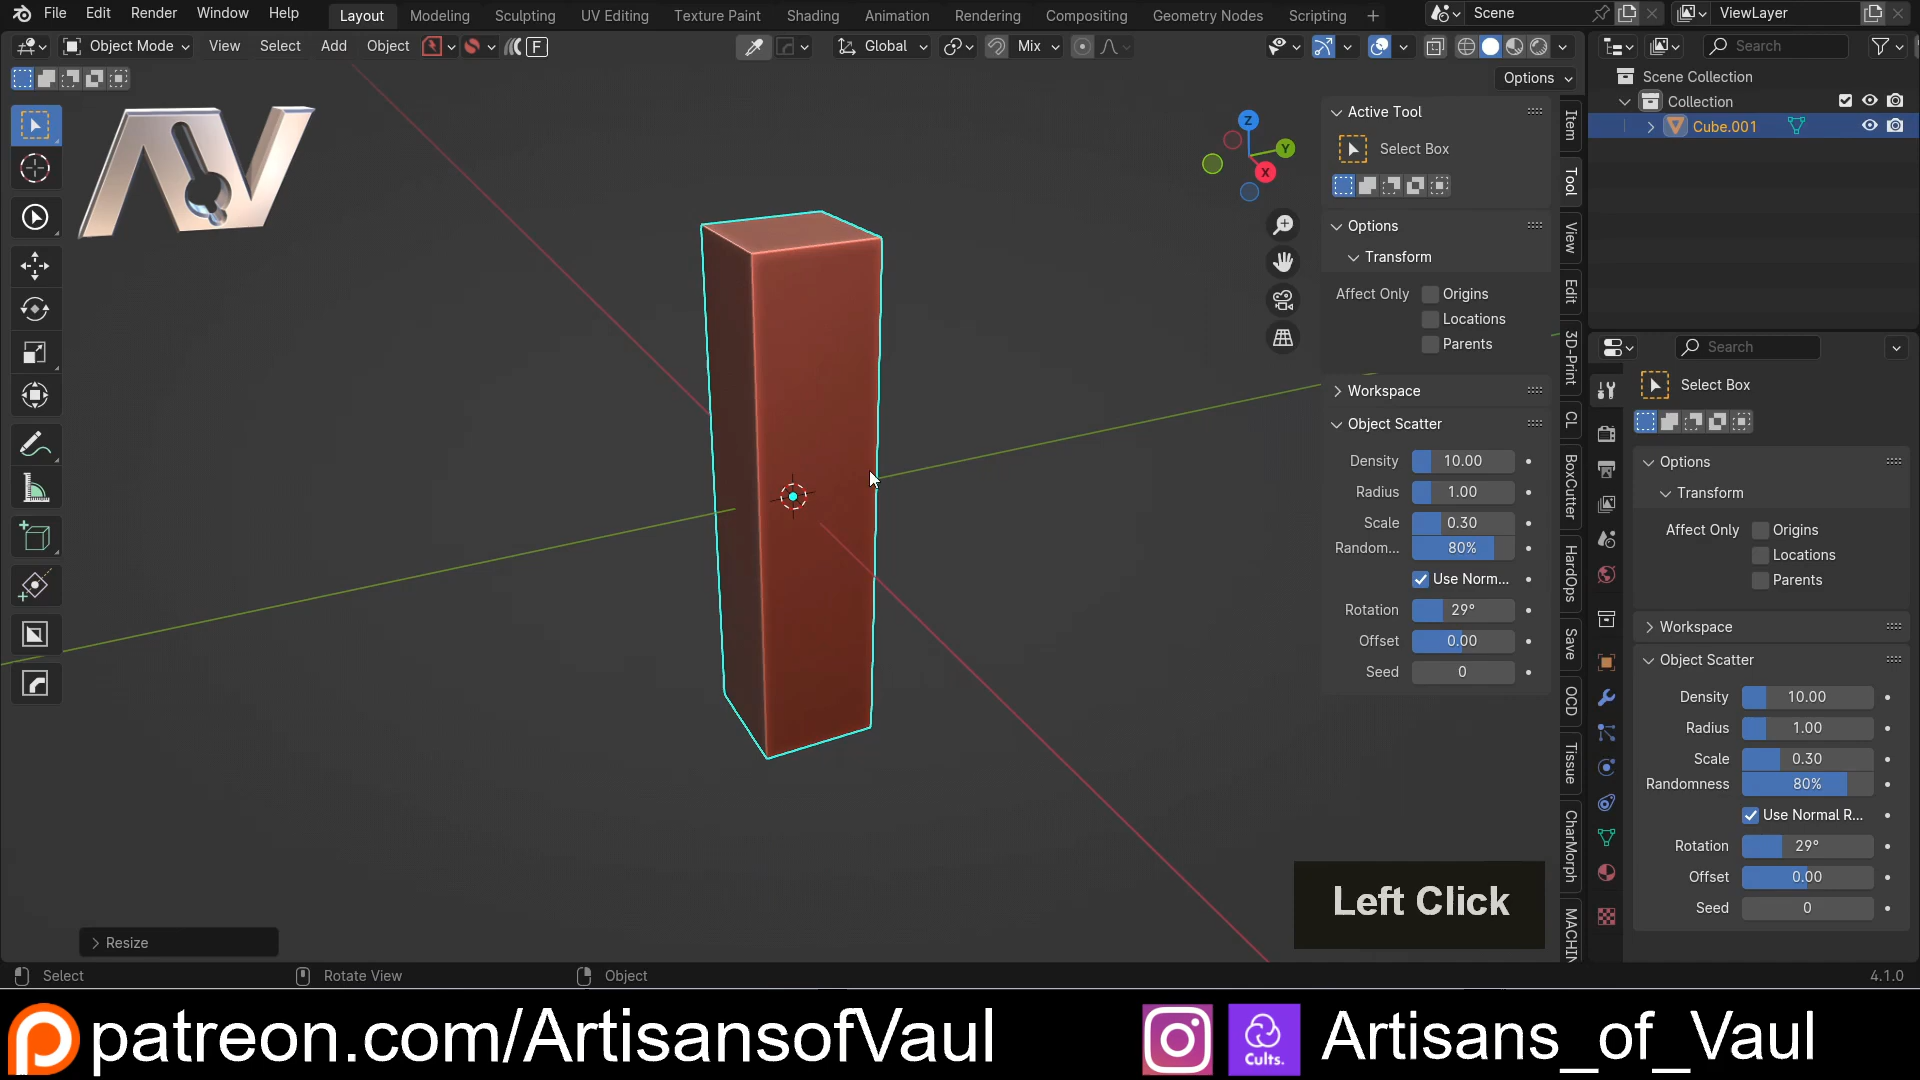 File Edit Render Window Help Layout Modeling Sculpting UV Editing Texture Paint Shading Animation Rendering Compositing Geometry Nodes Scripting + Scene ViewLayer
Object Mode View Select Add Object F Global Mix Search
Options
Scene Collection
Collection
Cube.001
AV
Z
Y
X
Active Tool
Select Box
Options
Transform
Affect Only Origins
Locations
Parents
Workspace
Object Scatter
Density 10.00
Radius 1.00
Scale 0.30
Random... 80%
Use Norm...
Rotation 29°
Offset 0.00
Seed 0
Item
Tool
View
Edit
3D-Print
CL
BoxCutter
HardOps
Save
OCD
Tissue
CharMorph
MACHIN
Search
Select Box
Options
Transform
Affect Only Origins
Locations
Parents
Workspace
Object Scatter
Density 10.00
Radius 1.00
Scale 0.30
Randomness 80%
Use Normal R...
Rotation 29°
Offset 0.00
Seed 0
Left Click
Resize
Select Rotate View Object 4.1.0
patreon.com/ArtisansofVaul Cults. Artisans_of_Vaul